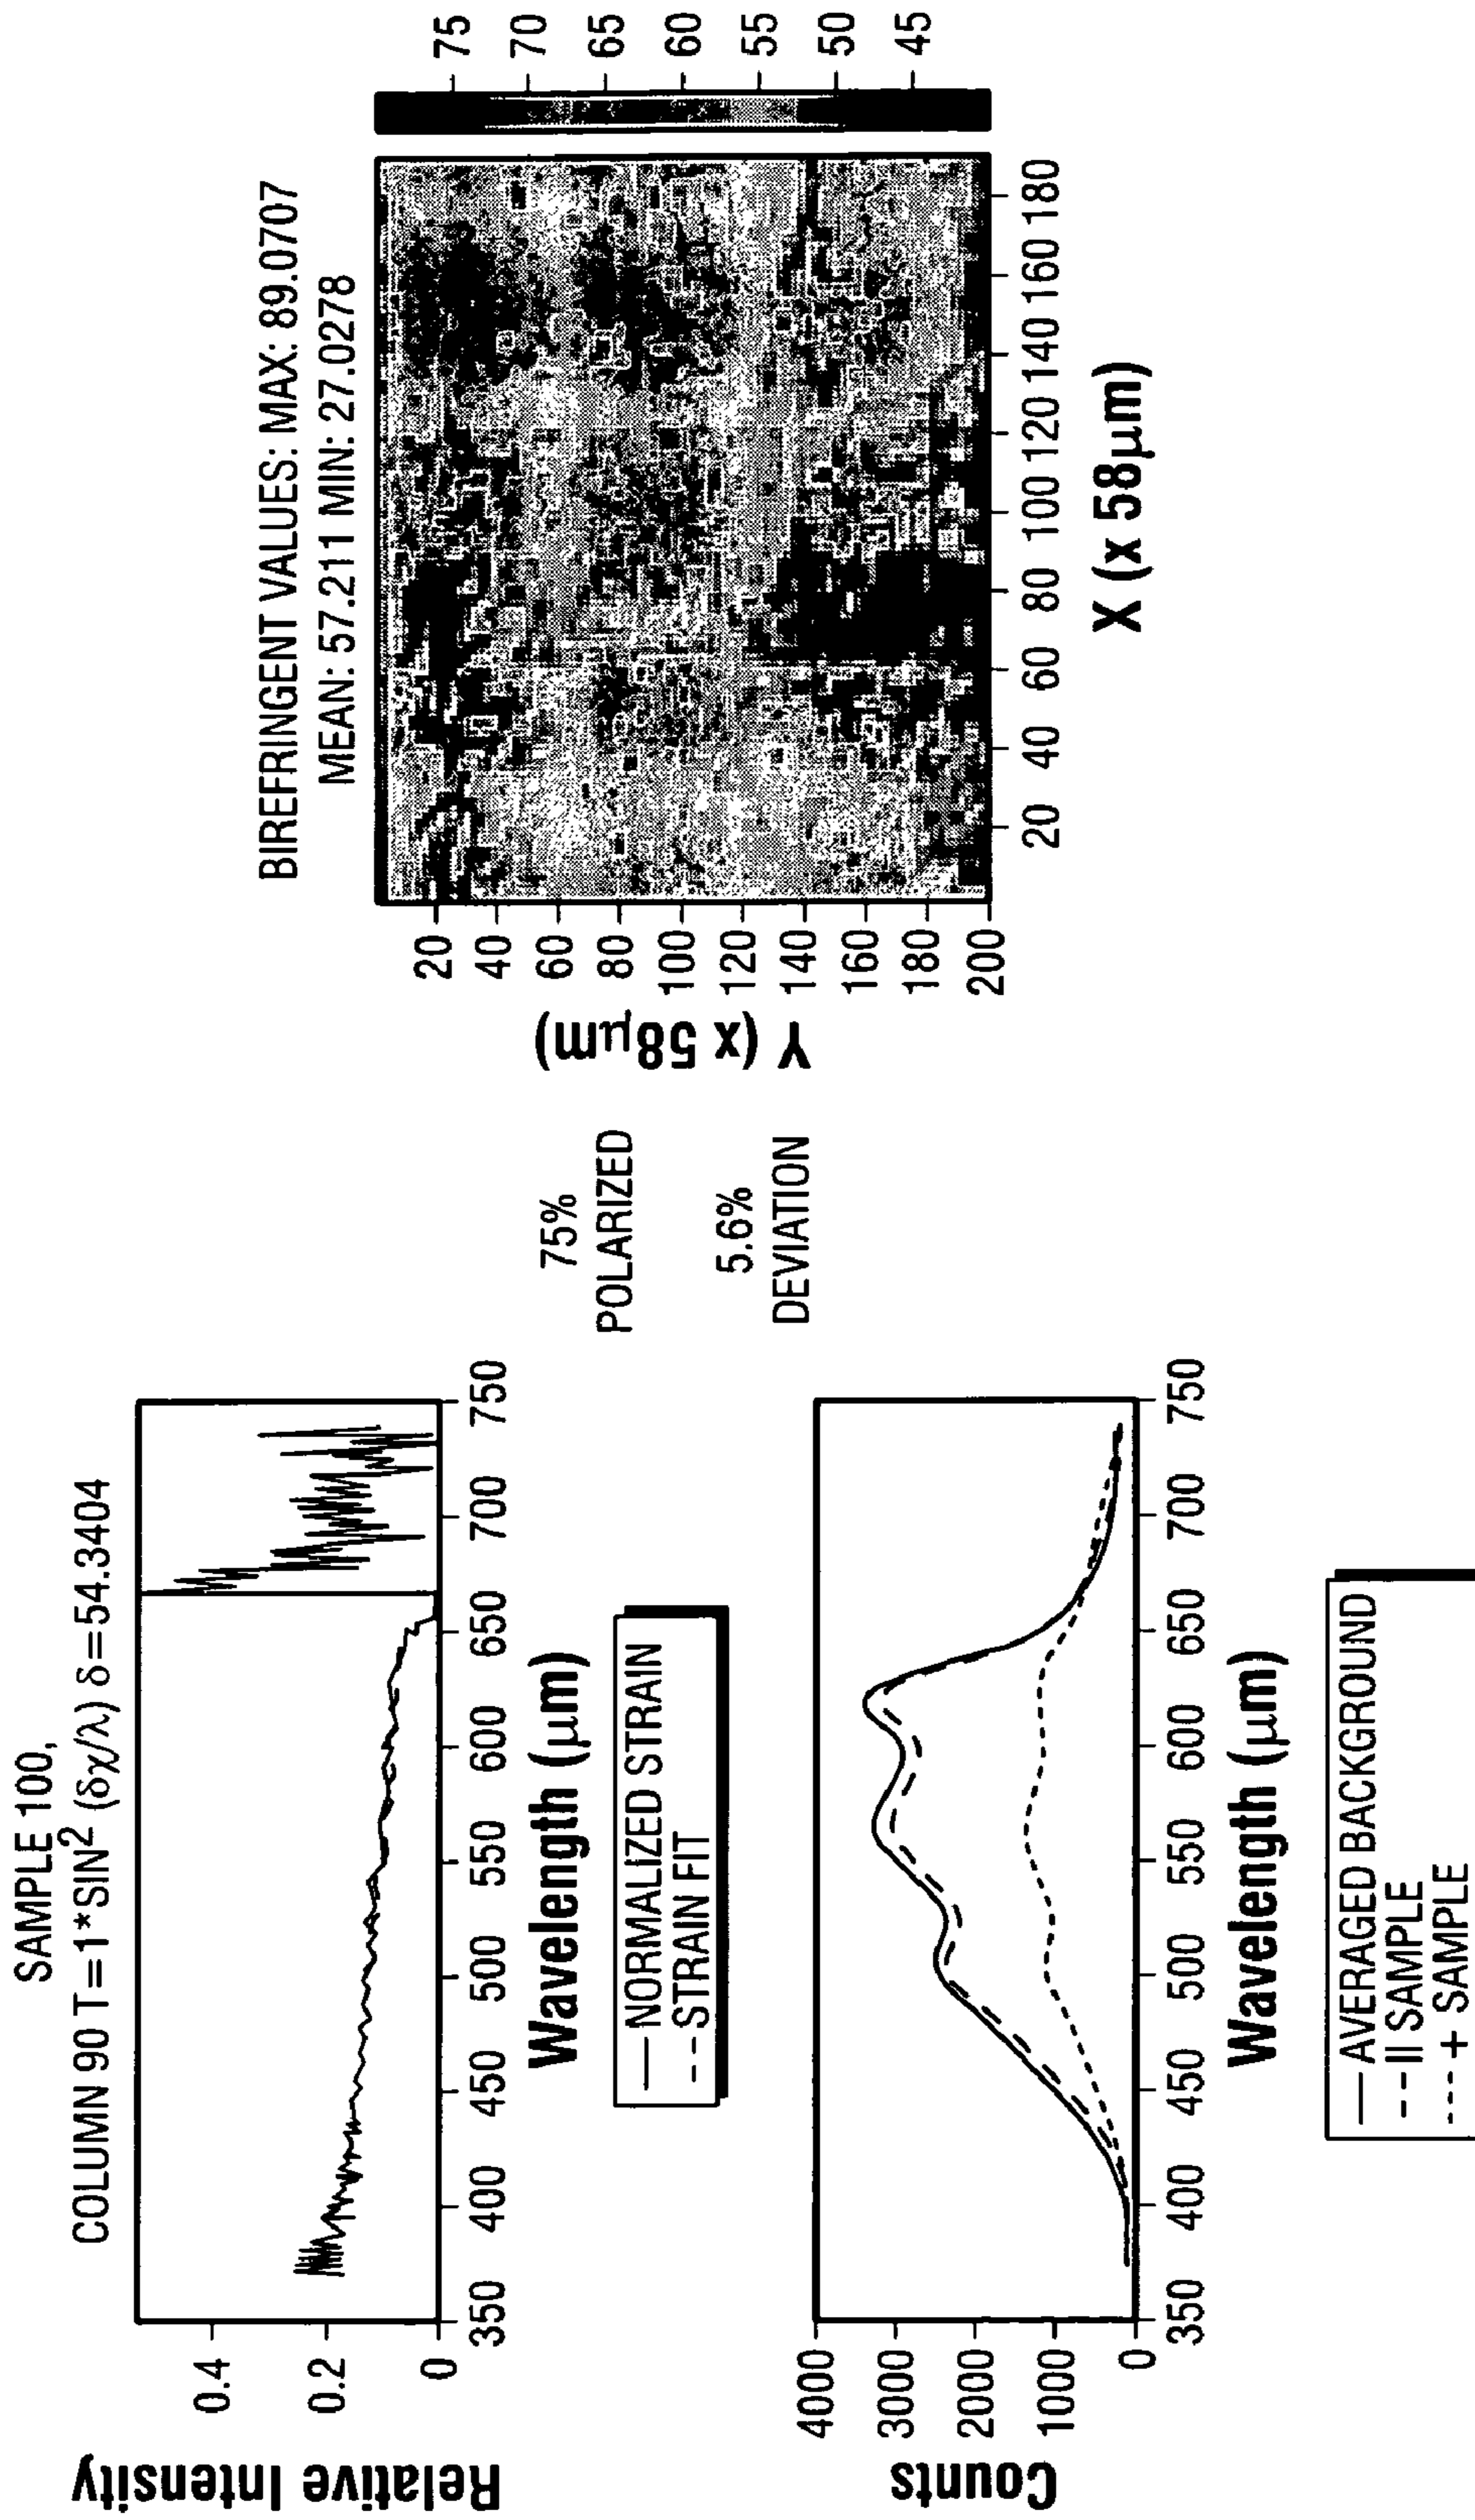 SAMPLE 100,
COLUMN 90 T=1*SIN² (δχ/λ) δ=54.3404
Relative Intensity
0.4
0.2
0
350 400 450 500 550 600 650 700 750
Wavelength (μm)
NORMALIZED STRAIN
STRAIN FIT
75%
POLARIZED
5.6%
DEVIATION
Counts
4000
3000
2000
1000
0
350 400 450 500 550 600 650 700 750
Wavelength (μm)
AVERAGED BACKGROUND
II SAMPLE
+ SAMPLE
BIREFRINGENT VALUES: MAX: 89.0707
MEAN: 57.211 MIN: 27.0278
Y (x 58μm)
20
40
60
80
100
120
140
160
180
200
20 40 60 80 100 120 140 160 180
X (x 58μm)
75
70
65
60
55
50
45